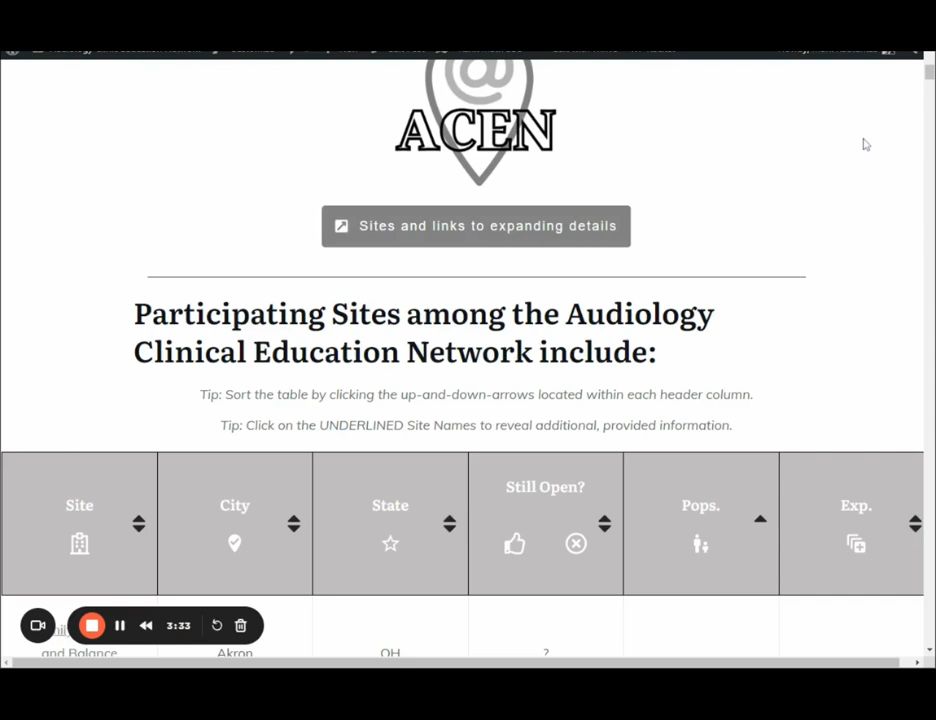 @
ACEN
Sites and links to expanding details
Participating Sites among the Audiology
Clinical Education Network include:
Tip: Sort the table by clicking the up-and-down-arrows located within each header column.
Tip: Click on the UNDERLINED Site Names to reveal additional, provided information.
Site
City
State
Still Open?
Pops.
Exp.
3:33
and Balance
Akron
OH
?